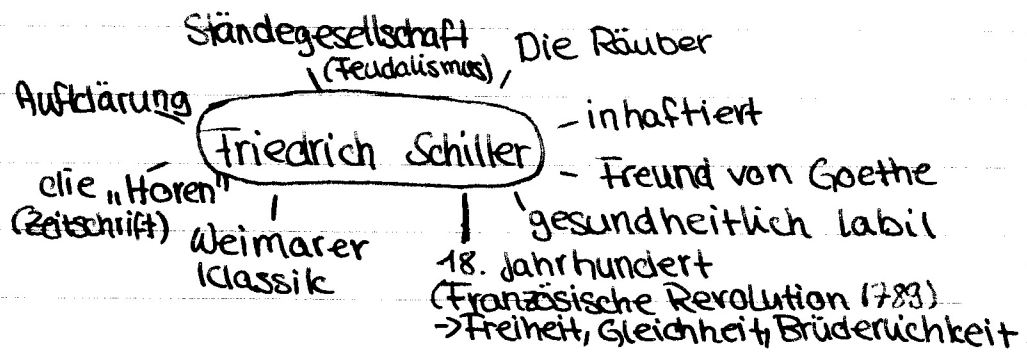 Ständegesellschaft
(Feudalismus)
Die Räuber
Aufklärung
Friedrich Schiller
inhaftiert
Freund von Goethe
die „Horen"
(Zeitschrift)
gesundheitlich labil
Weimarer
Klassik
18. Jahrhundert
(Französische Revolution 1789)
->Freiheit, Gleichheit, Brüderlichkeit